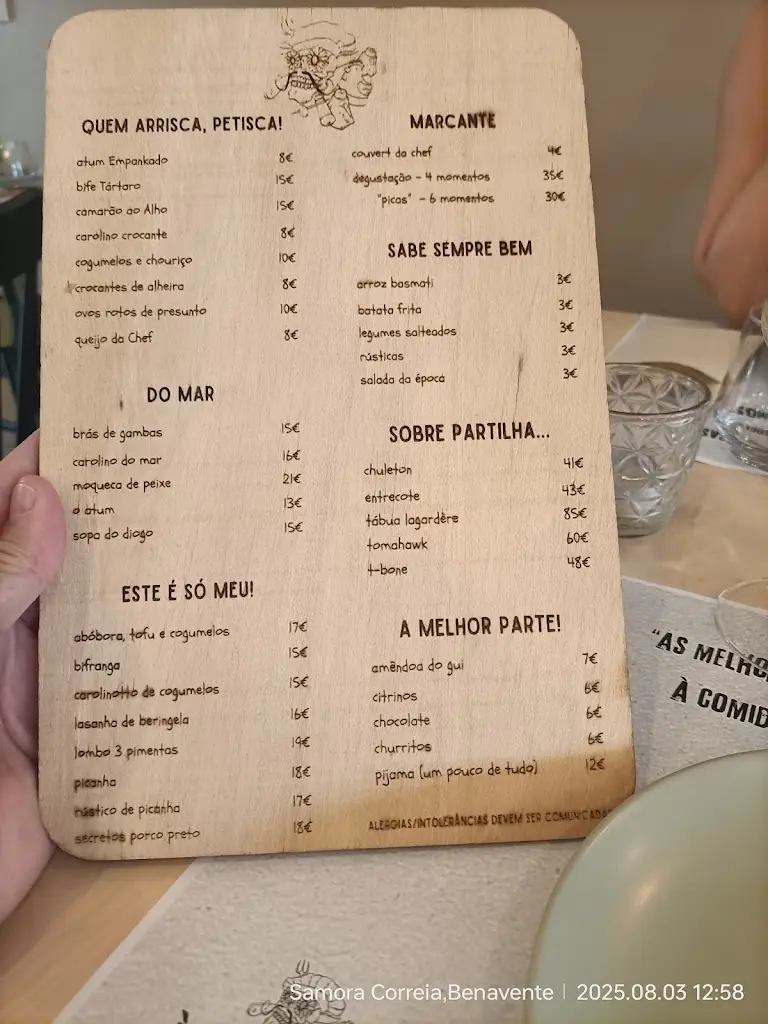 QUEM ARRISCA, PETISCA!
atum Empankado 8€
bife Tártaro 15€
camarão ao Alho 15€
carolino crocante 8€
cogumelos e chouriço 10€
crocantes de alheira 8€
ovos rotos de presunto 10€
queijo da Chef 8€
DO MAR
brás de gambas 15€
carolino do mar 16€
moqueca de peixe 21€
o atum 13€
sopa do diogo 15€
ESTE É SÓ MEU!
abóbora, tofu e cogumelos 17€
bifranga 15€
carolinotto de cogumelos 15€
lasanha de beringela 16€
lombo 3 pimentas 19€
picanha 18€
rústico de picanha 17€
secretos porco preto 18€
MARCANTE
couvert da chef 4€
degustação - 4 momentos 35€
"picas" - 6 momentos 30€
SABE SEMPRE BEM
arroz basmati 3€
batata frita 3€
legumes salteados 3€
rústicas 3€
salada da época 3€
SOBRE PARTILHA...
chuleton 41€
entrecote 43€
tábua lagardère 85€
tomahawk 60€
t-bone 48€
A MELHOR PARTE!
amêndoa do gui 7€
citrinos 6€
chocolate 6€
churritos 6€
pijama (um pouco de tudo) 12€
ALERGIAS/INTOLERÂNCIAS DEVEM SER COMUNICADA
"AS MELHO
À COMID
Samora Correia,Benavente | 2025.08.03 12:58